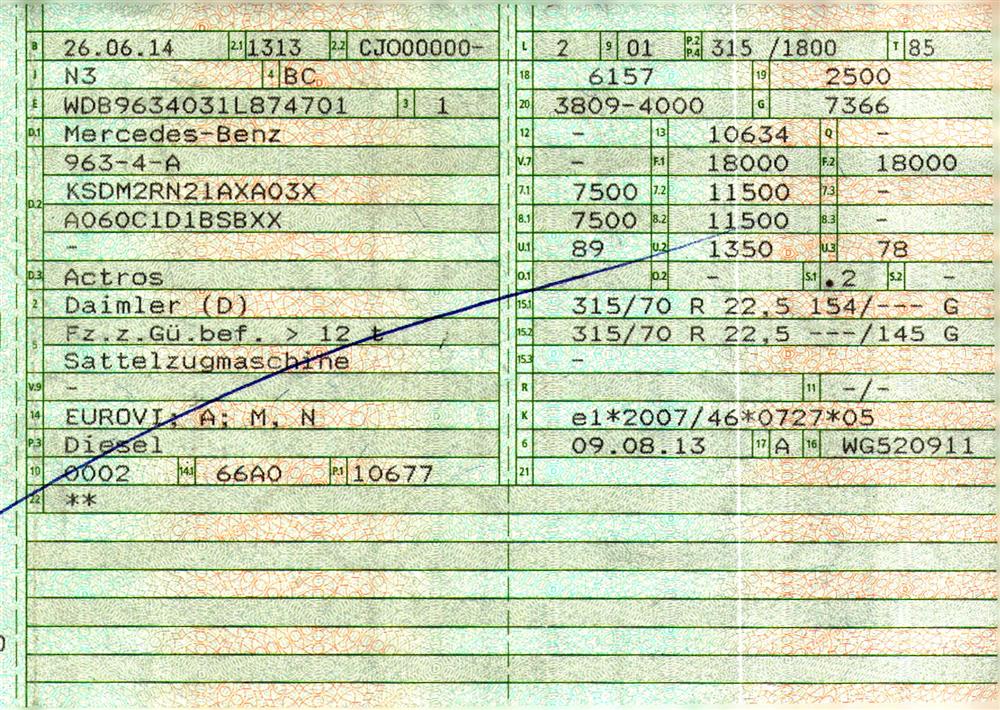 B 26.06.14 2.1 1313 2.2 CJO00000-
J N3 4 BC
E WDB9634031L874701 3 1
D.1 Mercedes-Benz
963-4-A
D.2 KSDM2RN21AXA03X
A060C1D1BSBXX
-
D.3 Actros
2 Daimler (D)
5 Fz.z.Gü.bef. > 12 t
Sattelzugmaschine
V.9 -
14 EUROVI; A; M, N
P.3 Diesel
10 0002 14.1 66A0 P.1 10677
22 **
L 2 9 01 P.2 P.4 315 /1800 T 85
18 6157 19 2500
20 3809-4000 G 7366
12 - 13 10634 Q -
V.7 - F.1 18000 F.2 18000
7.1 7500 7.2 11500 7.3 -
8.1 7500 8.2 11500 8.3 -
U.1 89 U.2 1350 U.3 78
O.1 O.2 - S.1 2 S.2 -
15.1 315/70 R 22,5 154/--- G
15.2 315/70 R 22,5 ---/145 G
15.3 -
R 11 -/-
K e1*2007/46*0727*05
6 09.08.13 17 A 16 WG520911
21